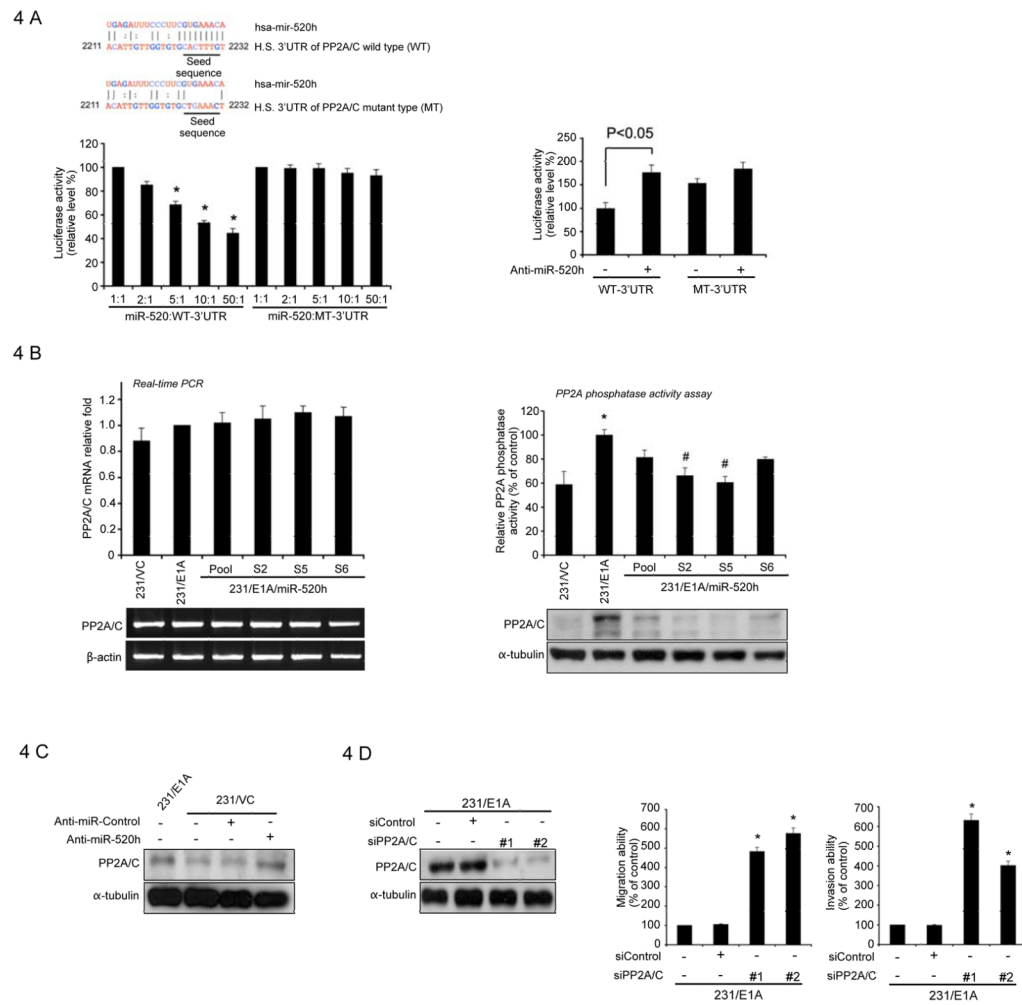 4 A
UGAGAUUUCCCUUCGUGAAACA hsa-mir-520h
2211 ACATTGTTGGTGTGCACTTTGT 2232 H.S. 3'UTR of PP2A/C wild type (WT)
Seed
sequence
UGAGAUUUCCCUUCGUGAAACA hsa-mir-520h
2211 ACATTGTTGGTGTGCTGAAACT 2232 H.S. 3'UTR of PP2A/C mutant type (MT)
Seed
sequence
Luciferase activity
(relative level %)
120
100
80
60
40
20
0
* * *
1:1 2:1 5:1 10:1 50:1 1:1 2:1 5:1 10:1 50:1
miR-520:WT-3'UTR miR-520:MT-3'UTR
Luciferase activity
(relative level %)
250
200
150
100
50
0
P<0.05
Anti-miR-520h - + - +
WT-3'UTR MT-3'UTR
4 B
Real-time PCR
PP2A/C mRNA relative fold
1.2
1.0
0.8
0.6
0.4
0.2
0
231/VC 231/E1A Pool S2 S5 S6
231/E1A/miR-520h
PP2A/C
β-actin
PP2A phosphatase activity assay
Relative PP2A phosphatase
activity (% of control)
120
100
80
60
40
20
0
* # #
231/VC 231/E1A Pool S2 S5 S6
231/E1A/miR-520h
PP2A/C
α-tubulin
4 C
231/E1A 231/VC
Anti-miR-Control - - + -
Anti-miR-520h - - - +
PP2A/C
α-tubulin
4 D
231/E1A
siControl - + - -
siPP2A/C - - #1 #2
PP2A/C
α-tubulin
Migration ability
(% of control)
700
600
500
400
300
200
100
0
* *
siControl - + - -
siPP2A/C - - #1 #2
231/E1A
Invasion ability
(% of control)
700
600
500
400
300
200
100
0
* *
siControl - + - -
siPP2A/C - - #1 #2
231/E1A